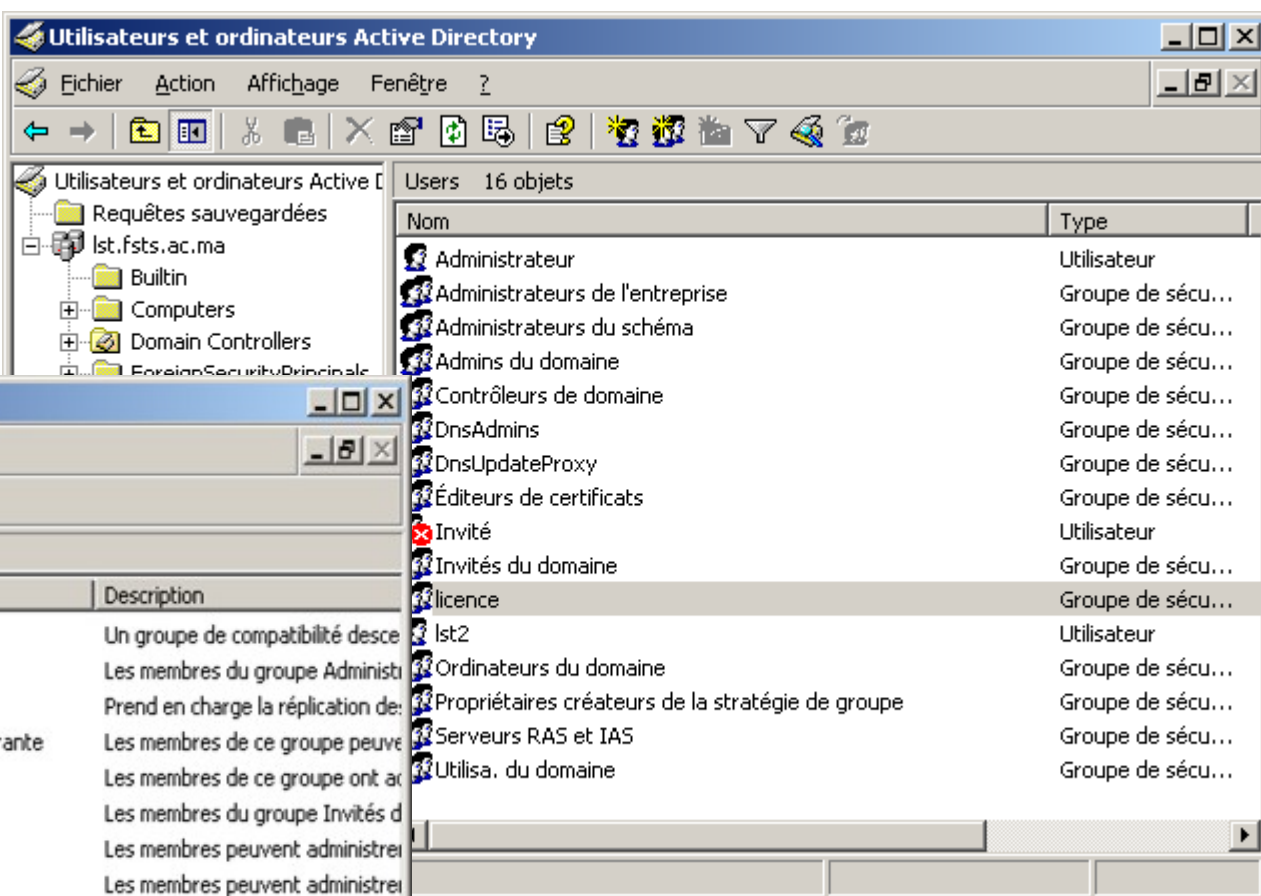 Utilisateurs et ordinateurs Active Directory
Fichier Action Affichage Fenêtre ?
Utilisateurs et ordinateurs Active
Requêtes sauvegardées
lst.fsts.ac.ma
Builtin
Computers
Domain Controllers
ForeignSecurityPrincipals
Users 16 objets
Nom Type
Administrateur Utilisateur
Administrateurs de l'entreprise Groupe de sécu...
Administrateurs du schéma Groupe de sécu...
Admins du domaine Groupe de sécu...
Contrôleurs de domaine Groupe de sécu...
DnsAdmins Groupe de sécu...
DnsUpdateProxy Groupe de sécu...
Éditeurs de certificats Groupe de sécu...
Invité Utilisateur
Invités du domaine Groupe de sécu...
licence Groupe de sécu...
lst2 Utilisateur
Ordinateurs du domaine Groupe de sécu...
Propriétaires créateurs de la stratégie de groupe Groupe de sécu...
Serveurs RAS et IAS Groupe de sécu...
Utilisa. du domaine Groupe de sécu...
Description
Un groupe de compatibilité desce
Les membres du groupe Administ
Prend en charge la réplication de
rante Les membres de ce groupe peuve
Les membres de ce groupe ont a
Les membres du groupe Invités d
Les membres peuvent administre
Les membres peuvent administre